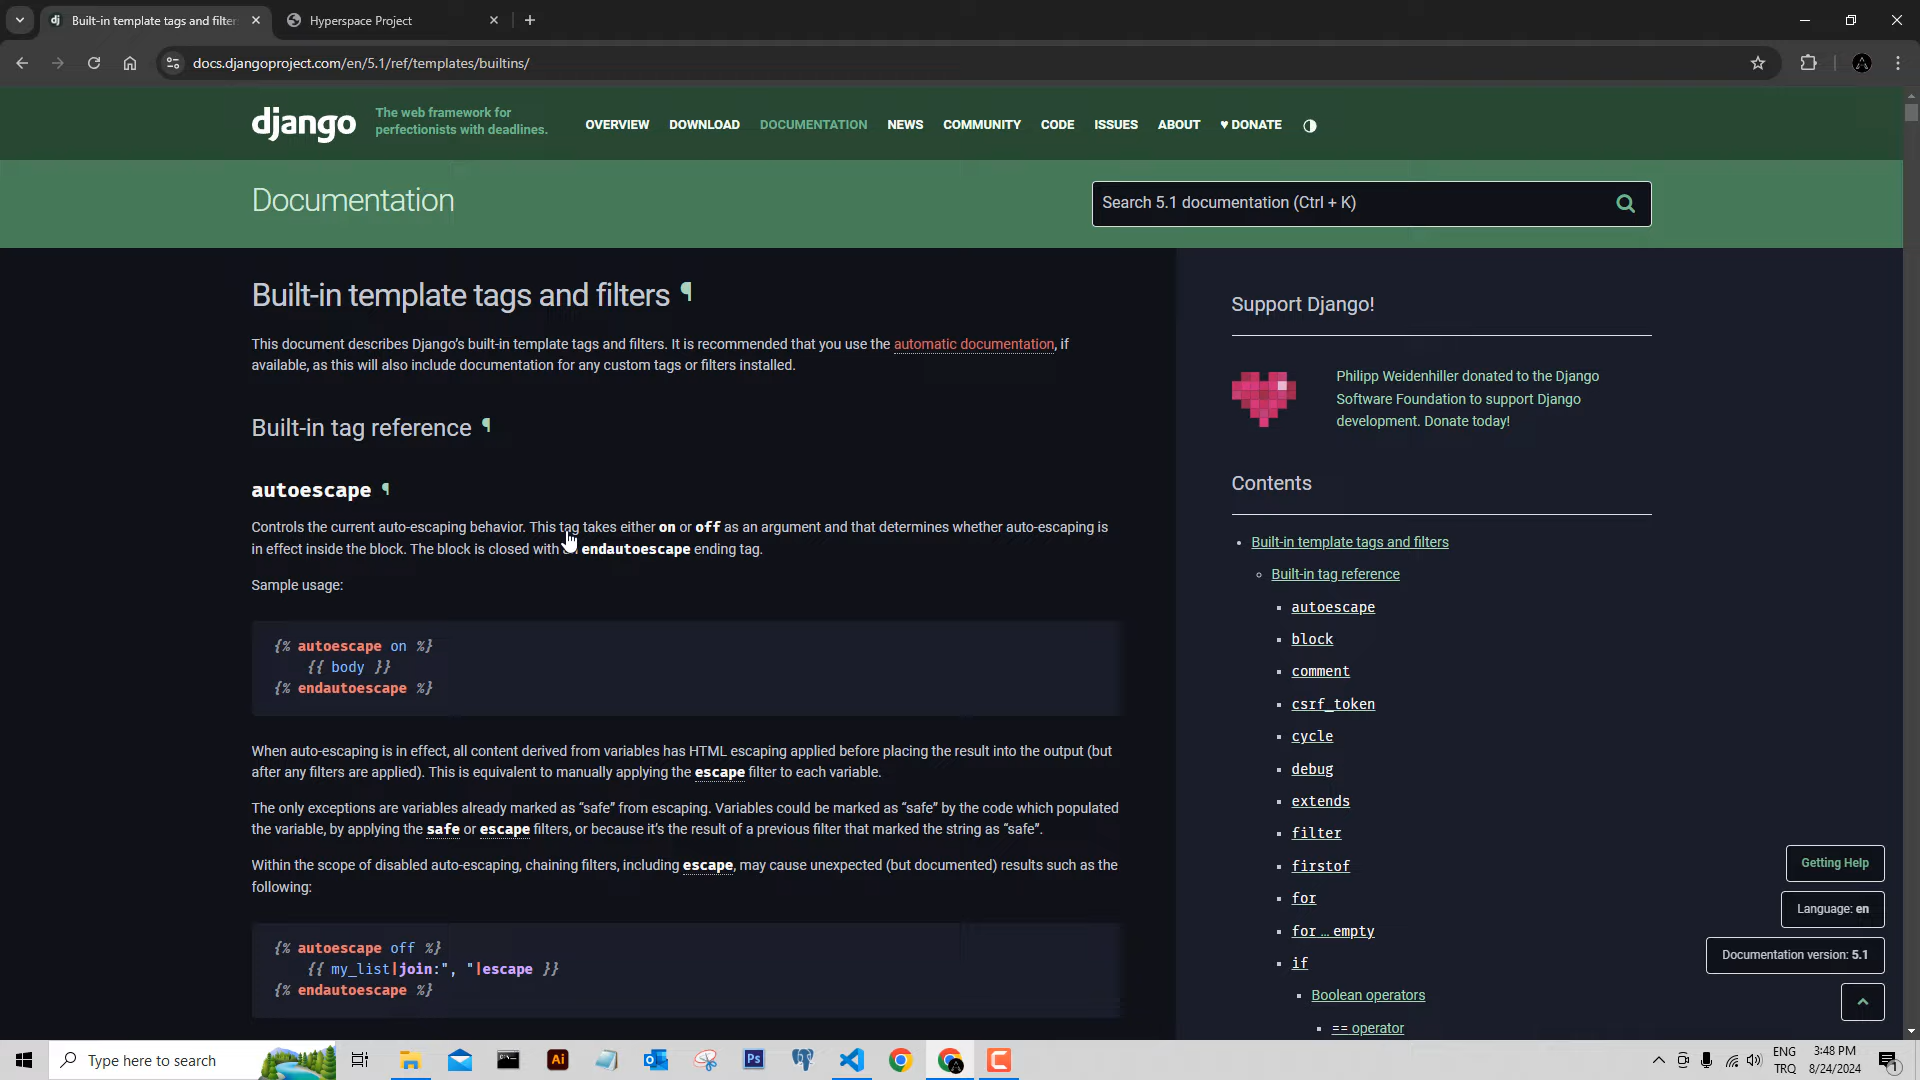 Built-in template tags and filter
Hyperspace Project
docs.djangoproject.com/en/5.1/ref/templates/builtins/
django
The web framework for
perfectionists with deadlines.
OVERVIEW DOWNLOAD DOCUMENTATION NEWS COMMUNITY CODE ISSUES ABOUT ♥ DONATE
Documentation
Search 5.1 documentation (Ctrl + K)
Built-in template tags and filters ¶
This document describes Django’s built-in template tags and filters. It is recommended that you use the automatic documentation, if
available, as this will also include documentation for any custom tags or filters installed.
Built-in tag reference ¶
autoescape ¶
Controls the current auto-escaping behavior. This tag takes either on or off as an argument and that determines whether auto-escaping is
in effect inside the block. The block is closed with an endautoescape ending tag.
Sample usage:
{% autoescape on %}
{{ body }}
{% endautoescape %}
When auto-escaping is in effect, all content derived from variables has HTML escaping applied before placing the result into the output (but
after any filters are applied). This is equivalent to manually applying the escape filter to each variable.
The only exceptions are variables already marked as “safe” from escaping. Variables could be marked as “safe” by the code which populated
the variable, by applying the safe or escape filters, or because it’s the result of a previous filter that marked the string as “safe”.
Within the scope of disabled auto-escaping, chaining filters, including escape, may cause unexpected (but documented) results such as the
following:
{% autoescape off %}
{{ my_list|join:", "|escape }}
{% endautoescape %}
Support Django!
Philipp Weidenhiller donated to the Django
Software Foundation to support Django
development. Donate today!
Contents
Built-in template tags and filters
Built-in tag reference
autoescape
block
comment
csrf_token
cycle
debug
extends
filter
firstof
for
for … empty
if
Boolean operators
== operator
Getting Help
Language: en
Documentation version: 5.1
Type here to search
Ai
Ps
ENG
TRQ
3:48 PM
8/24/2024
1